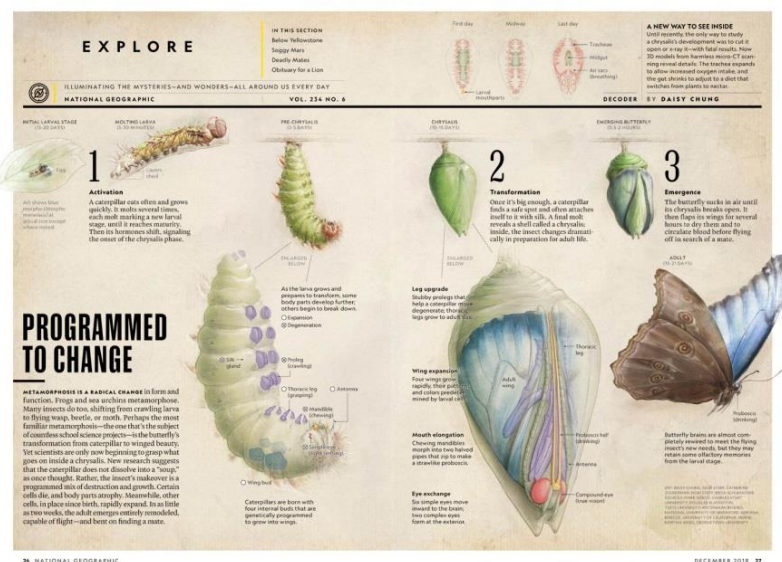 EXPLORE
IN THIS SECTION
Below Yellowstone
Soggy Mars
Deadly Mates
Obituary for a Lion
First day
Midway
Last day
Tracheae
Midgut
Air sacs
(breathing)
Larval
mouthparts
A NEW WAY TO SEE INSIDE
Until recently, the only way to study
a chrysalis's development was to cut it
open or x-ray it—with fatal results. Now
3D models from harmless micro-CT scan-
ning reveal details: The trachea expands
to allow increased oxygen intake, and
the gut shrinks to adjust to a diet that
switches from plants to nectar.
ILLUMINATING THE MYSTERIES—AND WONDERS—ALL AROUND US EVERY DAY
NATIONAL GEOGRAPHIC
VOL. 234 NO. 6
DECODER
BY DAISY CHUNG
INITIAL LARVAL STAGE
MOLTING LARVA
PRE-CHRYSALIS
CHRYSALIS
EMERGING BUTTERFLY
1
Activation
A caterpillar eats often and grows
quickly. It molts several times,
each molt marking a new larval
stage, until it reaches maturity.
Then its hormones shift, signaling
the onset of the chrysalis phase.
2
Transformation
Once it's big enough, a caterpillar
finds a safe spot and often attaches
itself to it with silk. A final molt
reveals a shell called a chrysalis;
inside, the insect changes dramati-
cally in preparation for adult life.
3
Emergence
The butterfly sucks in air until
its chrysalis breaks open. It
then flaps its wings for several
hours to dry them and to
circulate blood before flying
off in search of a mate.
ENLARGED
BELOW
ENLARGED
BELOW
ADULT
As the larva grows and
prepares to transform, some
body parts develop further;
others begin to break down.
Expansion
Degeneration
Silk
gland
Proleg
(crawling)
Thoracic leg
(grasping)
Antenna
Mandible
(chewing)
Wing bud
Caterpillars are born with
four internal buds that are
genetically programmed
to grow into wings.
PROGRAMMED
TO CHANGE
METAMORPHOSIS IS A RADICAL CHANGE in form and
function. Frogs and sea urchins metamorphose.
Many insects do too, shifting from crawling larva
to flying wasp, beetle, or moth. Perhaps the most
familiar metamorphosis—the one that's the subject
of countless school science projects—is the butterfly's
transformation from caterpillar to winged beauty.
Yet scientists are only now beginning to grasp what
goes on inside a chrysalis. New research suggests
that the caterpillar does not dissolve into a "soup,"
as once thought. Rather, the insect's makeover is a
programmed mix of destruction and growth. Certain
cells die, and body parts atrophy. Meanwhile, other
cells, in place since birth, rapidly expand. In as little
as two weeks, the adult emerges entirely remodeled,
capable of flight—and bent on finding a mate.
Leg upgrade
Stubby prolegs that
help a caterpillar move
degenerate; thoracic
legs grow to adult size.
Wing expansion
Four wings grow
rapidly, their patterns
and colors predeter-
mined by larval cells.
Mouth elongation
Chewing mandibles
morph into two halved
pipes that zip to make
a strawlike proboscis.
Eye exchange
Six simple eyes move
inward to the brain;
two complex eyes
form at the exterior.
Adult
wing
Thoracic
leg
Proboscis half
(drinking)
Antenna
Compound eye
Proboscis
(drinking)
Butterfly brains are almost com-
pletely rewired to meet the flying
insect's new needs, but they may
retain some olfactory memories
from the larval stage.
26 NATIONAL GEOGRAPHIC
DECEMBER 2018 27